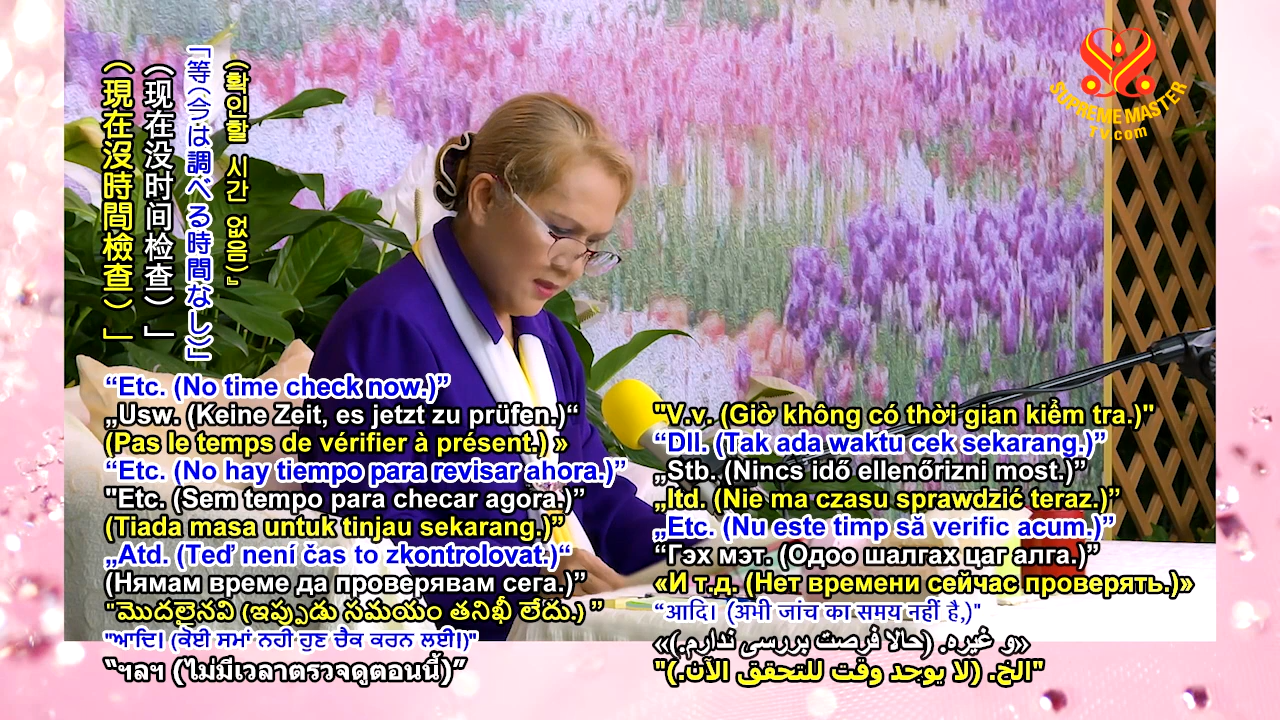 SUPREME MASTER
TV.com
(확인할 시간 없음)』
「等(今は調べる時間なし)」
(现在没时间检查)」
(現在沒時間檢查)」
“Etc. (No time check now.)”
„Usw. (Keine Zeit, es jetzt zu prüfen.)“
(Pas le temps de vérifier à présent.) »
“Etc. (No hay tiempo para revisar ahora.)”
"Etc. (Sem tempo para checar agora.)”
(Tiada masa untuk tinjau sekarang.)”
„Atd. (Teď není čas to zkontrolovat.)“
(Нямам време да проверявам сега.)”
"మొదలైనవి (ఇప్పుడు సమయం తనిఖీ లేదు.) ”
"ਆਦਿ। (ਕੋਈ ਸਮਾਂ ਨਹੀਂ ਹੁਣ ਚੈਕ ਕਰਨ ਲਈ।)"
“ฯลฯ (ไม่มีเวลาตรวจดูตอนนี้)”
"V.v. (Giờ không có thời gian kiểm tra.)"
“Dll. (Tak ada waktu cek sekarang.)”
„Stb. (Nincs idő ellenőrizni most.)”
„Itd. (Nie ma czasu sprawdzić teraz.)”
„Etc. (Nu este timp să verific acum.)”
“Гэх мэт. (Одоо шалгах цаг алга.)”
«И т.д. (Нет времени сейчас проверять.)»
“आदि। (अभी जांच का समय नहीं है,)"
«و غیره. (حالا فرصت بررسی ندارم.)»
"الخ. (لا يوجد وقت للتحقق الآن.)"